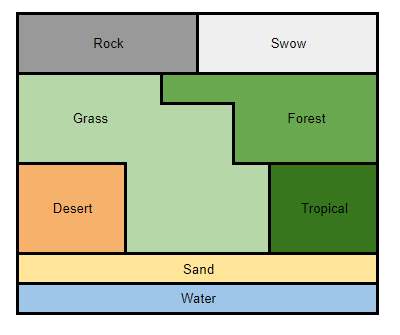 Rock
Swow
Grass
Forest
Desert
Tropical
Sand
Water